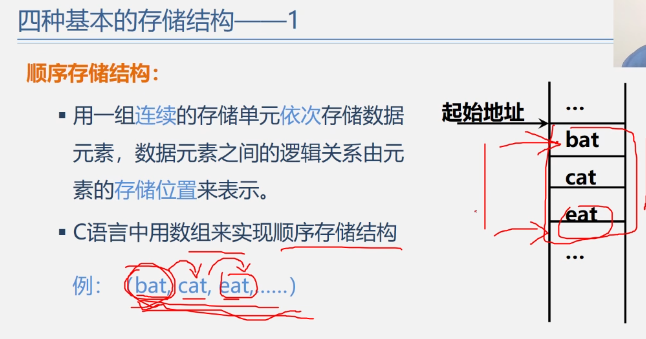 四种基本的存储结构——1
顺序存储结构：
▪ 用一组连续的存储单元依次存储数据
元素，数据元素之间的逻辑关系由元
素的存储位置来表示。
▪ C语言中用数组来实现顺序存储结构
例：（bat, cat, eat,……）
起始地址
...
bat
cat
eat
...